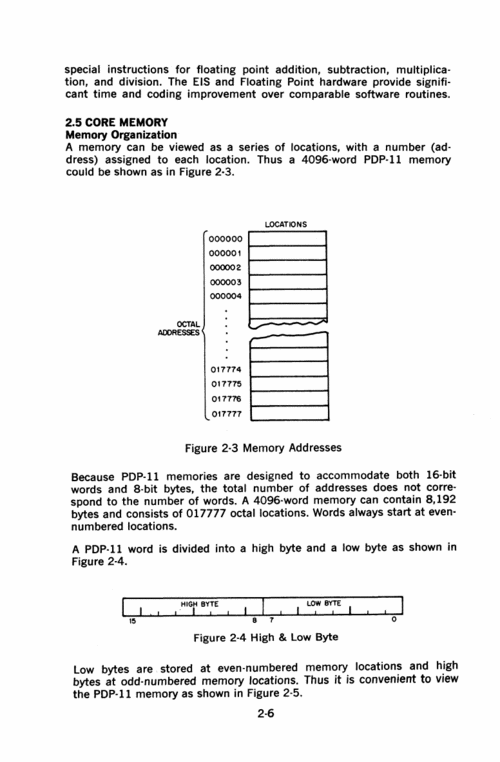 special instructions for floating point addition, subtraction, multiplica-
tion, and division. The EIS and Floating Point hardware provide signifi-
cant time and coding improvement over comparable software routines.
2.5 CORE MEMORY
Memory Organization
A memory can be viewed as a series of locations, with a number (ad-
dress) assigned to each location. Thus a 4096-word PDP-11 memory
could be shown as in Figure 2-3.
LOCATIONS
000000
000001
000002
000003
000004
OCTAL
ADDRESSES
017774
017775
017776
017777
Figure 2-3 Memory Addresses
Because PDP-11 memories are designed to accommodate both 16-bit
words and 8-bit bytes, the total number of addresses does not corre-
spond to the number of words. A 4096-word memory can contain 8,192
bytes and consists of 017777 octal locations. Words always start at even-
numbered locations.
A PDP-11 word is divided into a high byte and a low byte as shown in
Figure 2-4.
HIGH BYTE LOW BYTE
15 8 7 0
Figure 2-4 High & Low Byte
Low bytes are stored at even-numbered memory locations and high
bytes at odd-numbered memory locations. Thus it is convenient to view
the PDP-11 memory as shown in Figure 2-5.
2-6